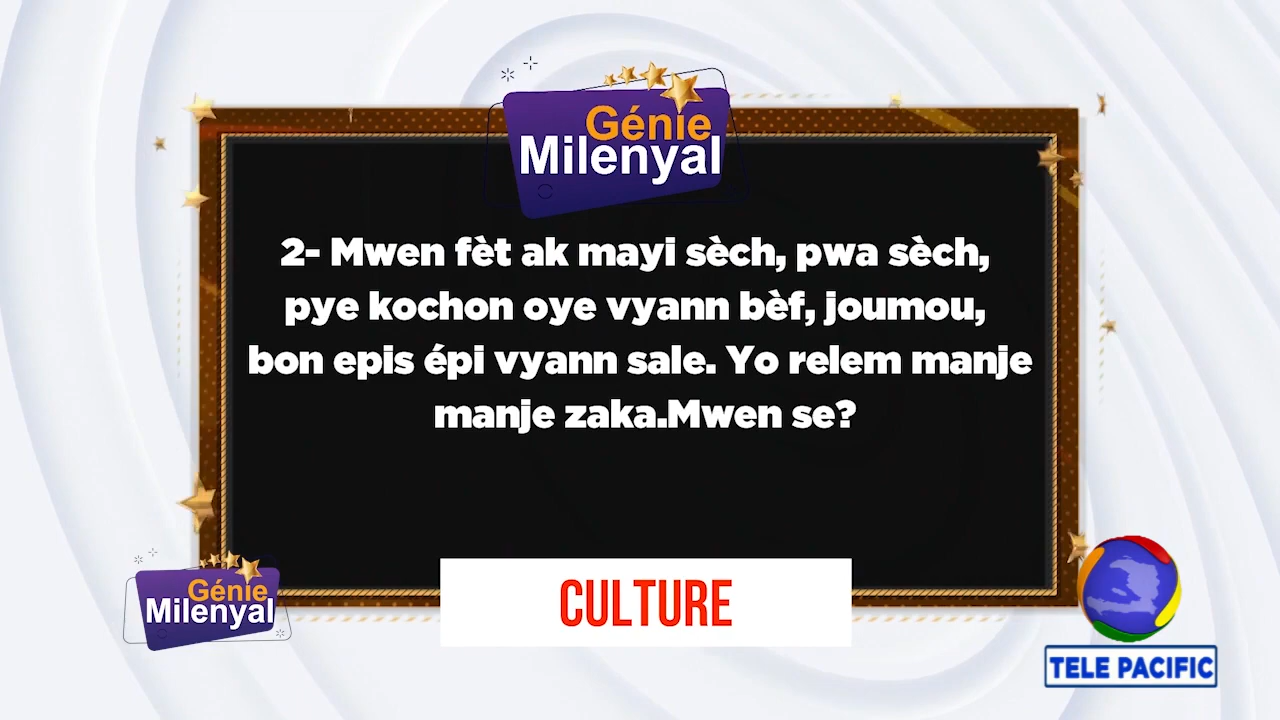 Génie
Milenyal
2- Mwen fèt ak mayi sèch, pwa sèch,
pye kochon oye vyann bèf, joumou,
bon epis épi vyann sale. Yo relem manje
manje zaka.Mwen se?
Génie
Milenyal
CULTURE
TELE PACIFIC